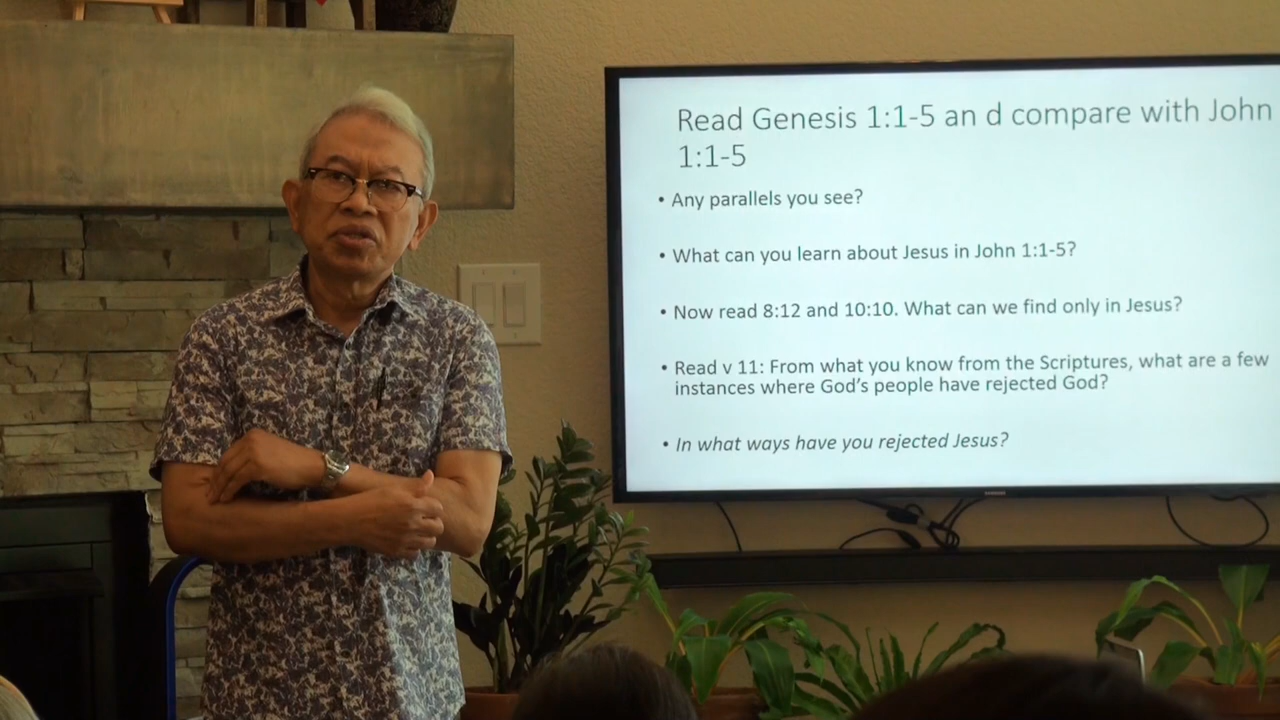 Read Genesis 1:1-5 an d compare with John
1:1-5
• Any parallels you see?
• What can you learn about Jesus in John 1:1-5?
• Now read 8:12 and 10:10. What can we find only in Jesus?
• Read v 11: From what you know from the Scriptures, what are a few
instances where God's people have rejected God?
• In what ways have you rejected Jesus?